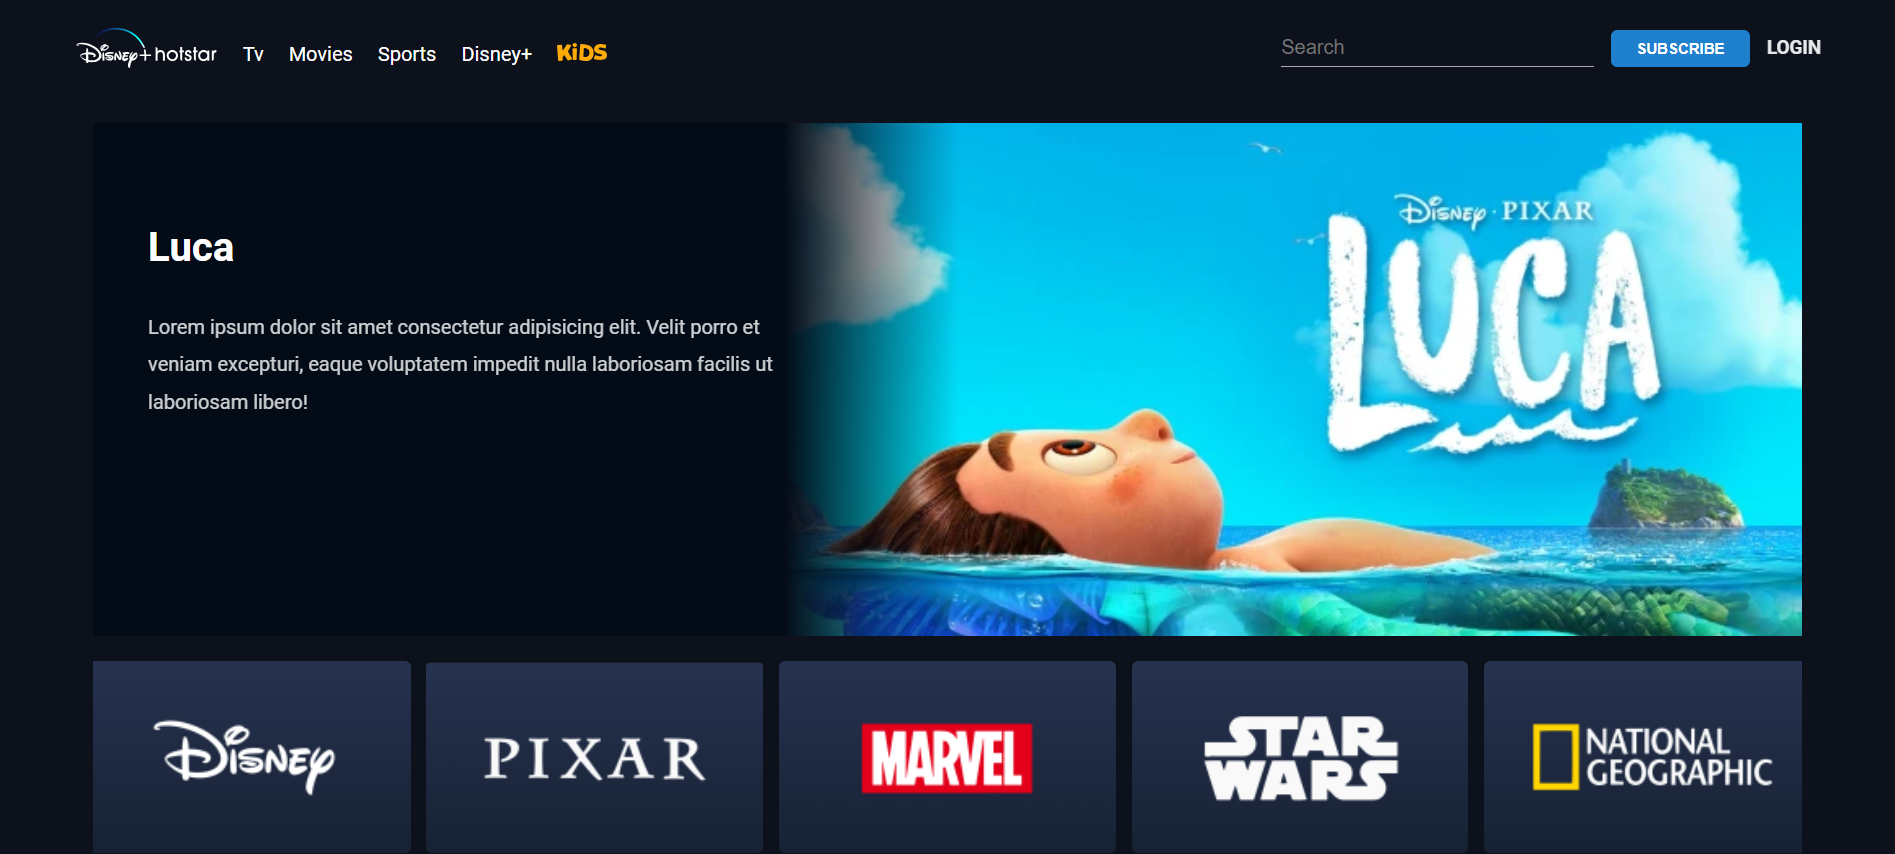 Disney+ hotstar Tv Movies Sports Disney+ KiDS Search SUBSCRIBE LOGIN
Disney · PIXAR
LUCA
Luca
Lorem ipsum dolor sit amet consectetur adipisicing elit. Velit porro et
veniam excepturi, eaque voluptatem impedit nulla laboriosam facilis ut
laboriosam libero!
Disney
PIXAR
MARVEL
STAR
WARS
NATIONAL
GEOGRAPHIC